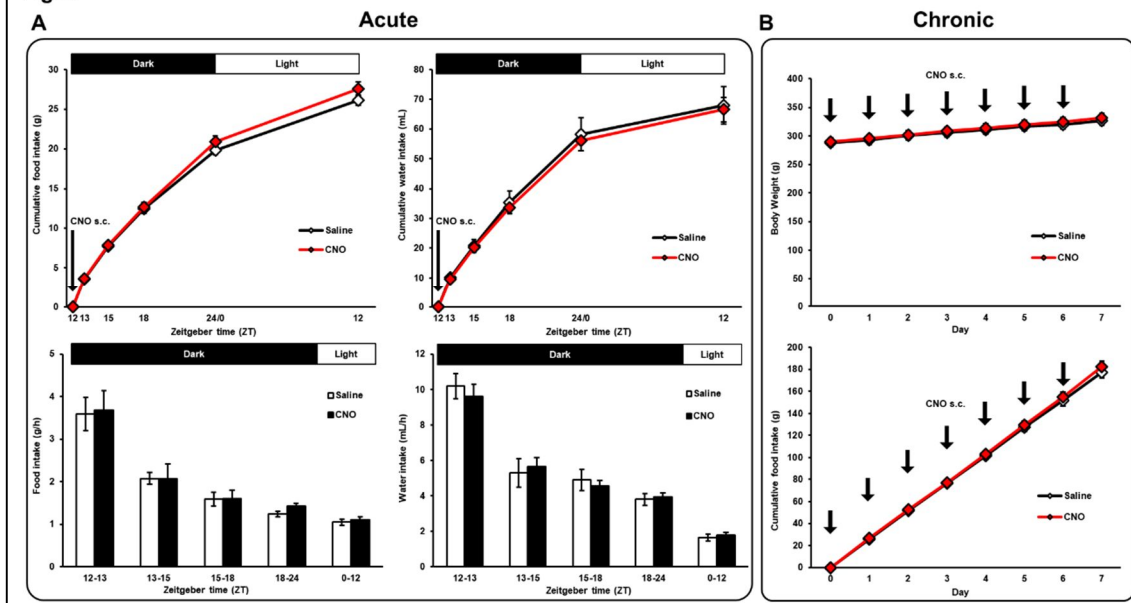 A
Acute
B
Chronic
Dark
Light
Cumulative food intake (g)
30
25
20
15
10
5
0
CNO s.c.
Saline
CNO
12 13 15 18 24/0 12
Zeitgeber time (ZT)
Dark
Light
Cumulative water intake (mL)
80
70
60
50
40
30
20
10
0
CNO s.c.
Saline
CNO
12 13 15 18 24/0 12
Zeitgeber time (ZT)
Dark
Light
Food intake (g/h)
5
4
3
2
1
0
Saline
CNO
12-13 13-15 15-18 18-24 0-12
Zeitgeber time (ZT)
Dark
Light
Water intake (mL/h)
12
10
8
6
4
2
0
Saline
CNO
12-13 13-15 15-18 18-24 0-12
Zeitgeber time (ZT)
Body Weight (g)
400
350
300
250
200
150
100
50
0
CNO s.c.
Saline
CNO
0 1 2 3 4 5 6 7
Day
Cumulative food intake (g)
200
180
160
140
120
100
80
60
40
20
0
CNO s.c.
Saline
CNO
0 1 2 3 4 5 6 7
Day